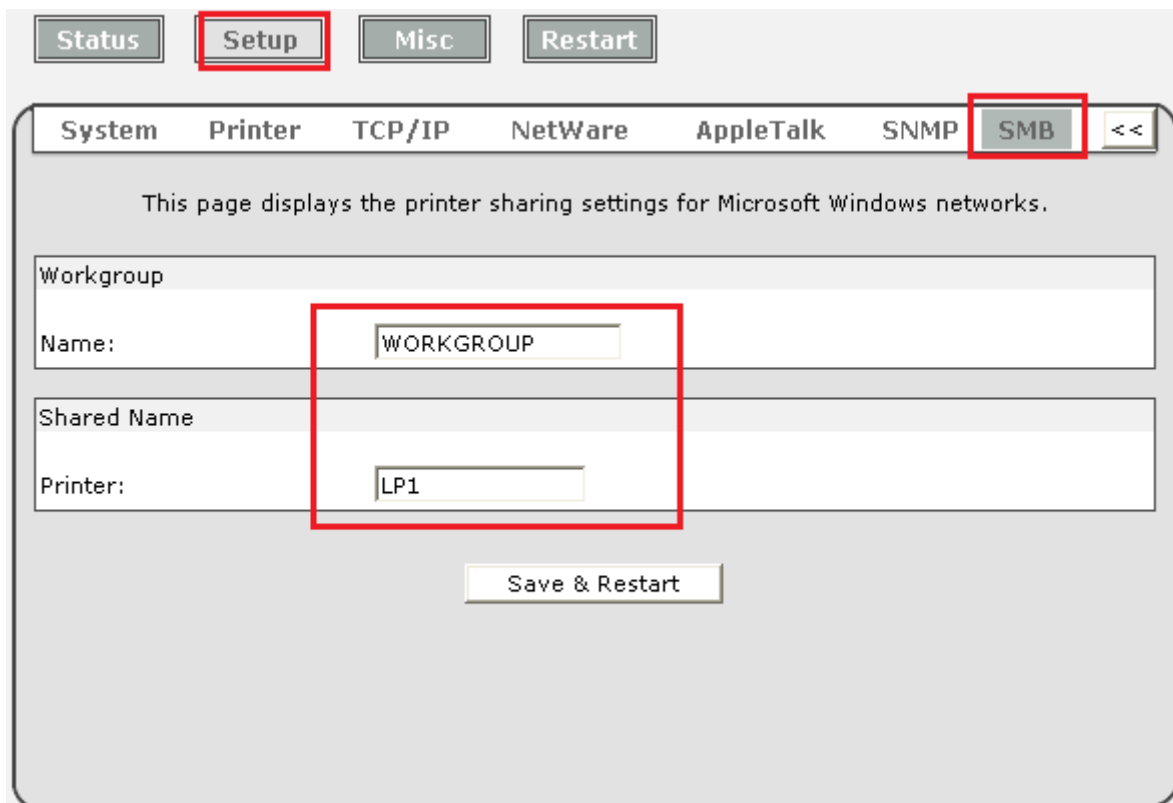 Status Setup Misc Restart
System Printer TCP/IP NetWare AppleTalk SNMP SMB <<
This page displays the printer sharing settings for Microsoft Windows networks.
Workgroup
Name: WORKGROUP
Shared Name
Printer: LP1
Save & Restart